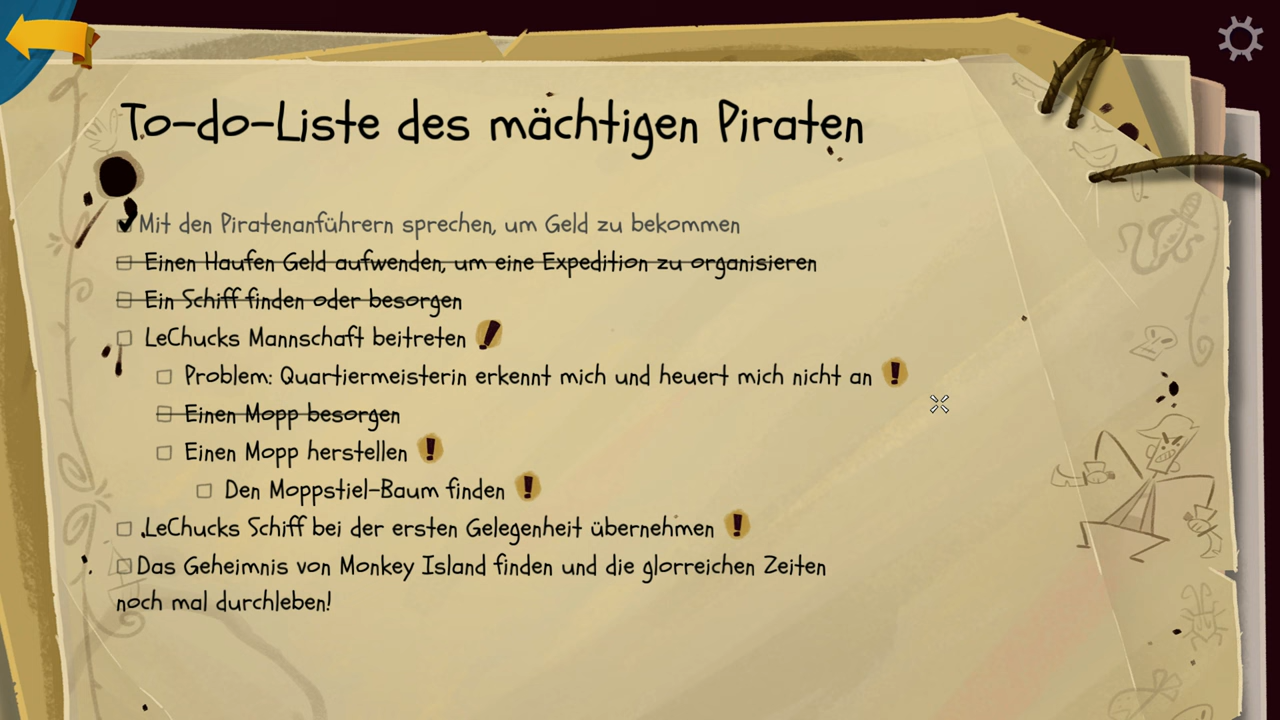 To-do-Liste des mächtigen Piraten
Mit den Piratenanführern sprechen, um Geld zu bekommen
Einen Haufen Geld aufwenden, um eine Expedition zu organisieren
Ein Schiff finden oder besorgen
LeChucks Mannschaft beitreten !
Problem: Quartiermeisterin erkennt mich und heuert mich nicht an !
Einen Mopp besorgen
Einen Mopp herstellen !
Den Moppstiel-Baum finden !
LeChucks Schiff bei der ersten Gelegenheit übernehmen !
Das Geheimnis von Monkey Island finden und die glorreichen Zeiten
noch mal durchleben!